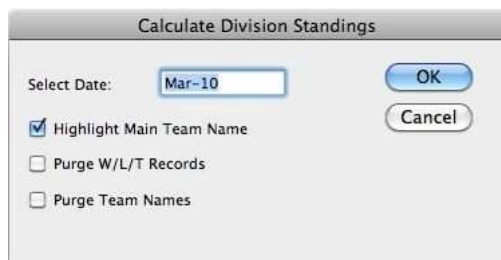 Calculate Division Standings
Select Date: Mar-10 OK
Cancel
Highlight Main Team Name
Purge W/L/T Records
Purge Team Names